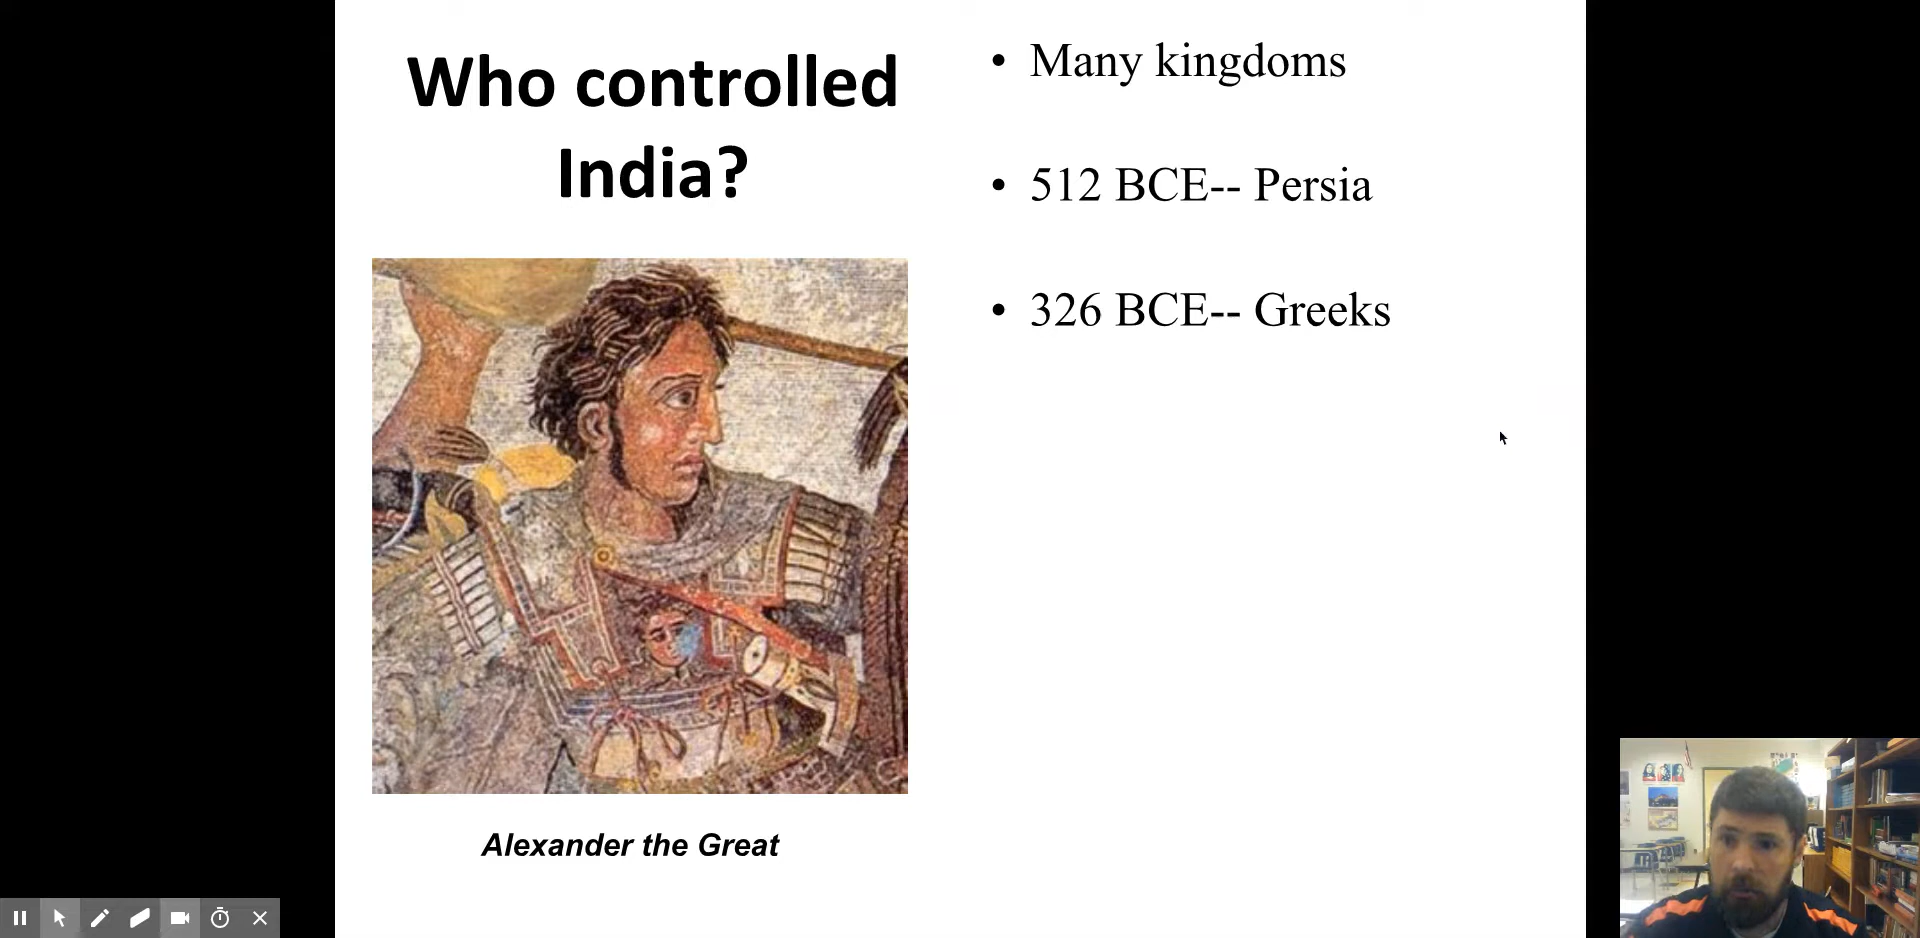 Who controlled
India?
• Many kingdoms
• 512 BCE-- Persia
• 326 BCE-- Greeks
Alexander the Great